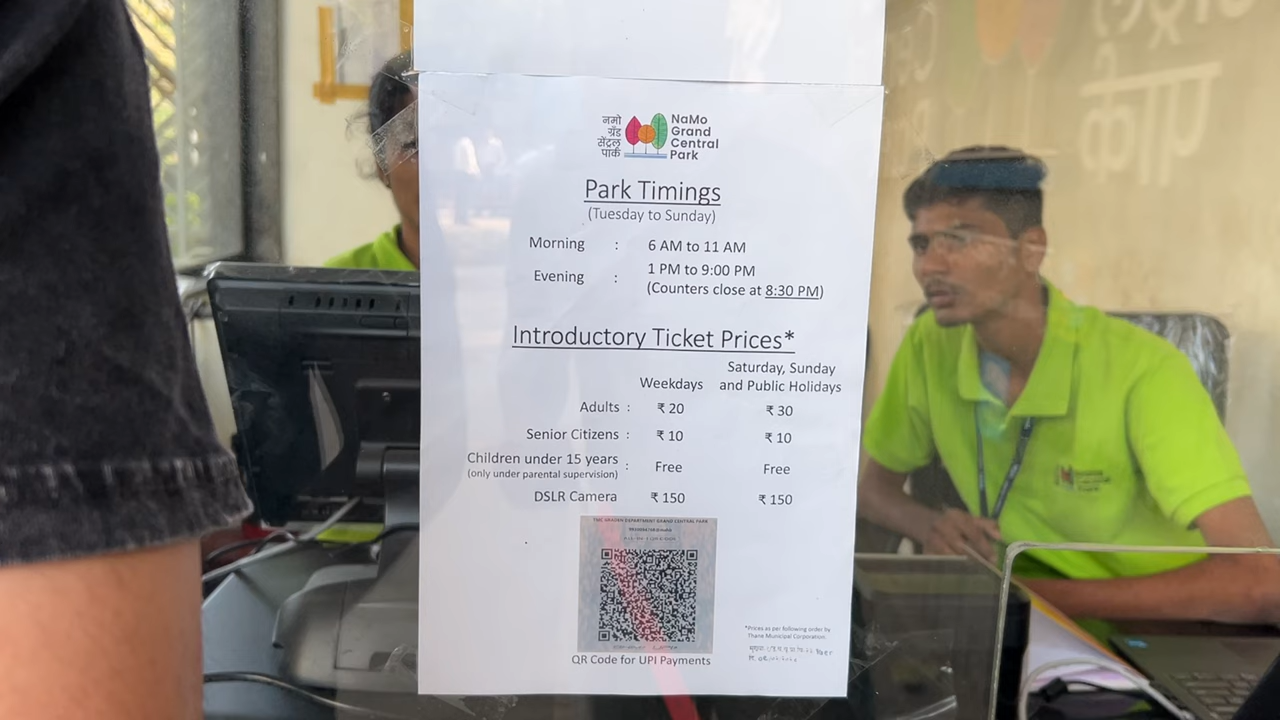 नमो
ग्रँड
सेंट्रल
पार्क
NaMo
Grand
Central
Park
Park Timings
(Tuesday to Sunday)
Morning : 6 AM to 11 AM
Evening : 1 PM to 9:00 PM
(Counters close at 8:30 PM)
Introductory Ticket Prices*
Weekdays Saturday, Sunday and Public Holidays
Adults : ₹ 20 ₹ 30
Senior Citizens : ₹ 10 ₹ 10
Children under 15 years : Free Free
(only under parental supervision)
DSLR Camera ₹ 150 ₹ 150
GRAND CENTRAL PARK
QR Code for UPI Payments
*Prices as per following order by
Thane Municipal Corporation
पार्क